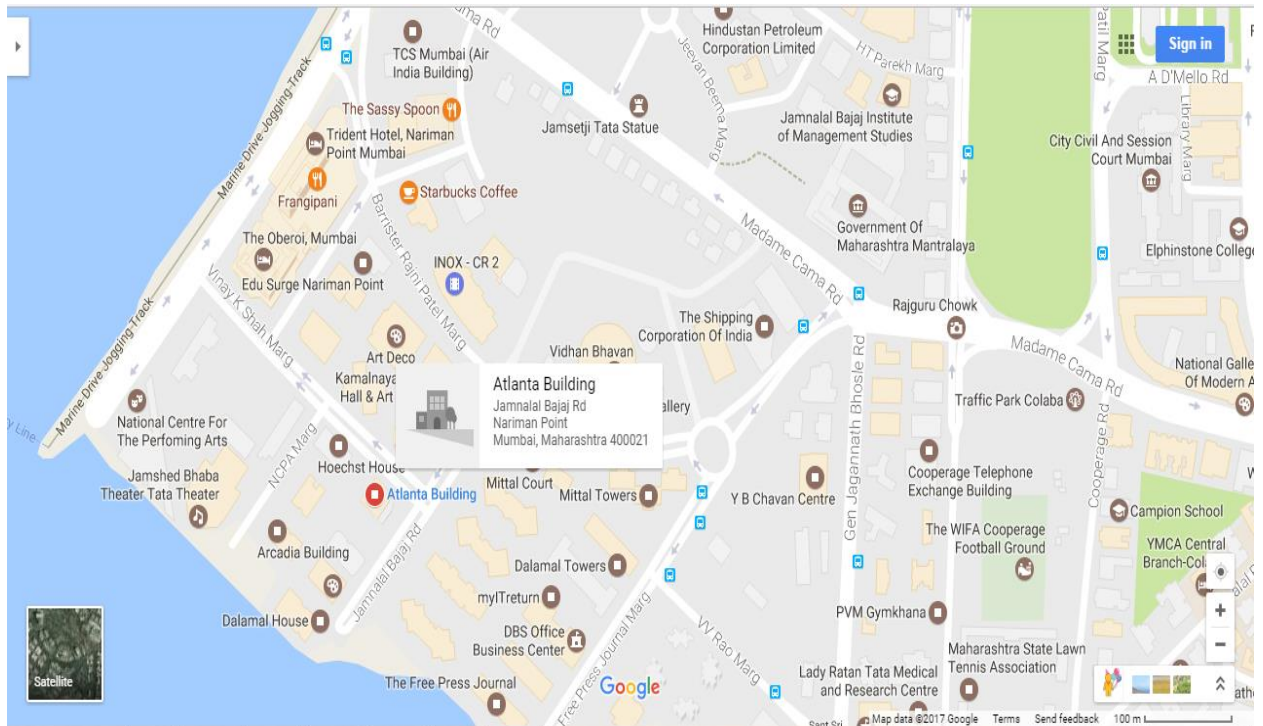 ma Rd
TCS Mumbai (Air
India Building)
Hindustan Petroleum
Corporation Limited
HT Parekh Marg
Patil Marg
Sign in
A D'Mello Rd
Library Marg
Marine Drive Jogging Track
The Sassy Spoon
Trident Hotel, Nariman
Point Mumbai
Frangipani
Jamsetji Tata Statue
Jeevan Beema Marg
Jamnalal Bajaj Institute
of Management Studies
City Civil And Session
Court Mumbai
Starbucks Coffee
Barrister Rajni Patel Marg
Government Of
Maharashtra Mantralaya
Elphinstone College
The Oberoi, Mumbai
Edu Surge Nariman Point
INOX - CR 2
Madame Cama Rd
Vinay K Shah Marg
Rajguru Chowk
The Shipping
Corporation Of India
Art Deco
Kamalnaya
Hall & Art
Vidhan Bhavan
Gen Jagannath Bhosle Rd
Madame Cama Rd
National Galle
Of Modern A
Marine Drive Jogging Track
Atlanta Building
Jamnalal Bajaj Rd
Nariman Point
Mumbai, Maharashtra 400021
allery
Traffic Park Colaba
Cooperage Rd
y Line
National Centre For
The Perfoming Arts
NCPA Marg
Hoechst House
Jamshed Bhaba
Theater Tata Theater
Atlanta Building
Mittal Court
Mittal Towers
Y B Chavan Centre
Cooperage Telephone
Exchange Building
Campion School
Arcadia Building
Jamnalal Bajaj Rd
The WIFA Cooperage
Football Ground
YMCA Central
Branch-Cola
Dalamal Towers
myITreturn
Dalamal House
DBS Office
Business Center
Free Press Journal Marg
VV Rao Marg
PVM Gymkhana
Maharashtra State Lawn
Tennis Association
Lady Ratan Tata Medical
and Research Centre
The Free Press Journal
Satellite
Google
Sant Sri
Map data ©2017 Google Terms Send feedback 100 m